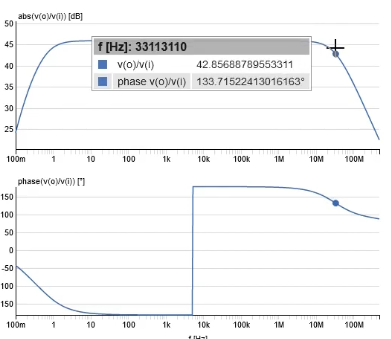 abs(v(o)/v(i)) [dB]
50
45
40
35
30
25
f [Hz]: 33113110
v(o)/v(i) 42.85688789553311
phase v(o)/v(i) 133.71522413016163°
100m 1 10 100 1k 10k 100k 1M 10M 100M
phase(v(o)/v(i)) [°]
150
100
50
0
-50
100
150
100m 1 10 100 1k 10k 100k 1M 10M 100M
f [Hz]